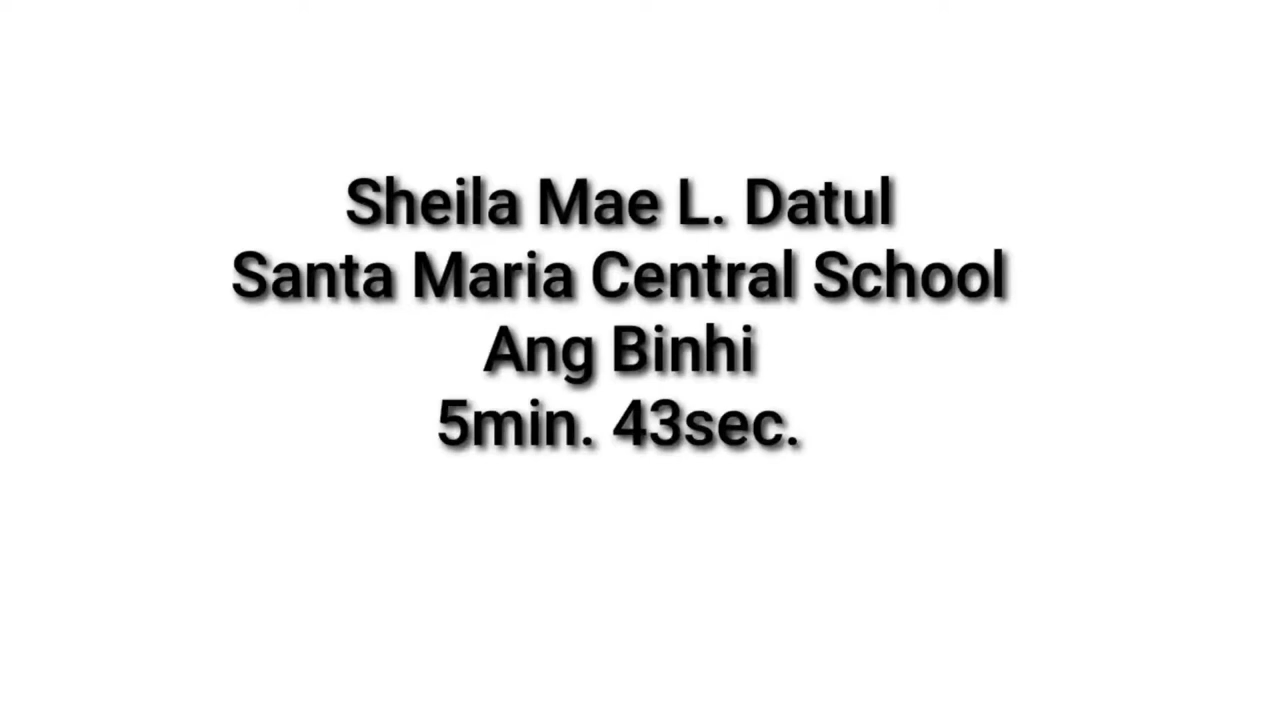 Sheila Mae L. Datul
Santa Maria Central School
Ang Binhi
5min. 43sec.